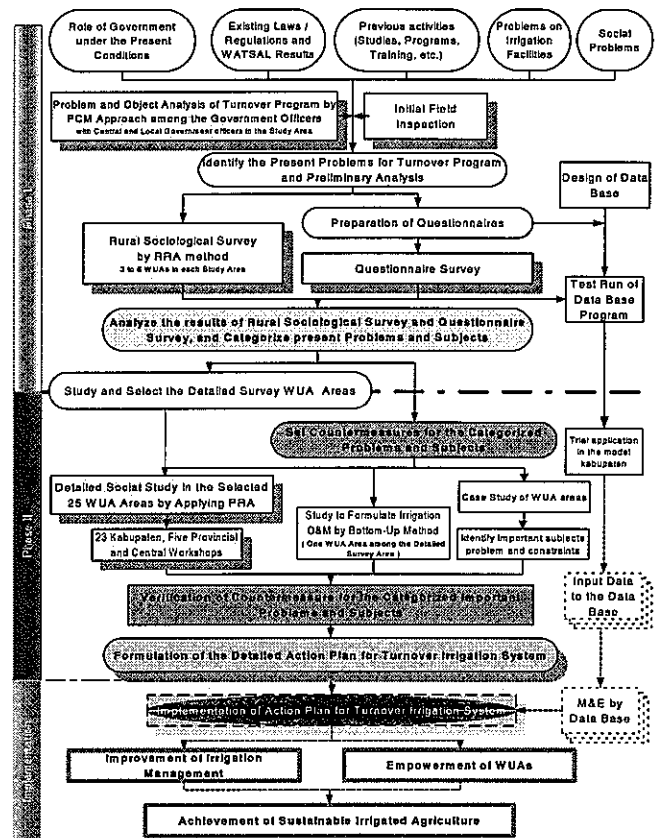 Role of Government
under the Present
Conditions
Existing Laws /
Regulations and
WATSAL Results
Previous activities
(Studies, Programs,
Training, etc.)
Problems on
Irrigation
Facilities
Social
Problems
Problem and Object Analysis of Turnover Program by
PCM Approach among the Government Officers
with Central and Local Government officers in the Study Area
Initial Field
Inspection
Identify the Present Problems for Turnover Program
and Preliminary Analysis
Design of Data
Base
Preparation of Questionnaires
Rural Sociological Survey
by RRA method
3 to 5 WUAs in each Study Area
Questionnaire Survey
Test Run of
Data Base
Program
Analyze the results of Rural Sociological Survey and Questionnaire
Survey, and Categorize present Problems and Subjects
Study and Select the Detailed Survey WUA Areas
Set Countermeasures for the Categorized
Problems and Subjects
Trial application
in the model
kabupaten
Phase II
Detailed Social Study in the Selected
25 WUA Areas by Applying PRA
Study to Formulate Irrigation
O&M by Bottom-Up Method
( One WUA Area among the Detailed
Survey Area )
Case Study of WUA areas
23 Kabupaten, Five Provincial
and Central Workshops
Identify important subjects
problem and constraints
Verification of Countermeasure for the Categorized Important
Problems and Subjects
Input Data
to the Data
Base
Formulation of the Detailed Action Plan for Turnover Irrigation System
Implementation of Action Plan for Turnover Irrigation System
M&E by
Data Base
Improvement of Irrigation
Management
Empowerment of WUAs
Achievement of Sustainable Irrigated Agriculture